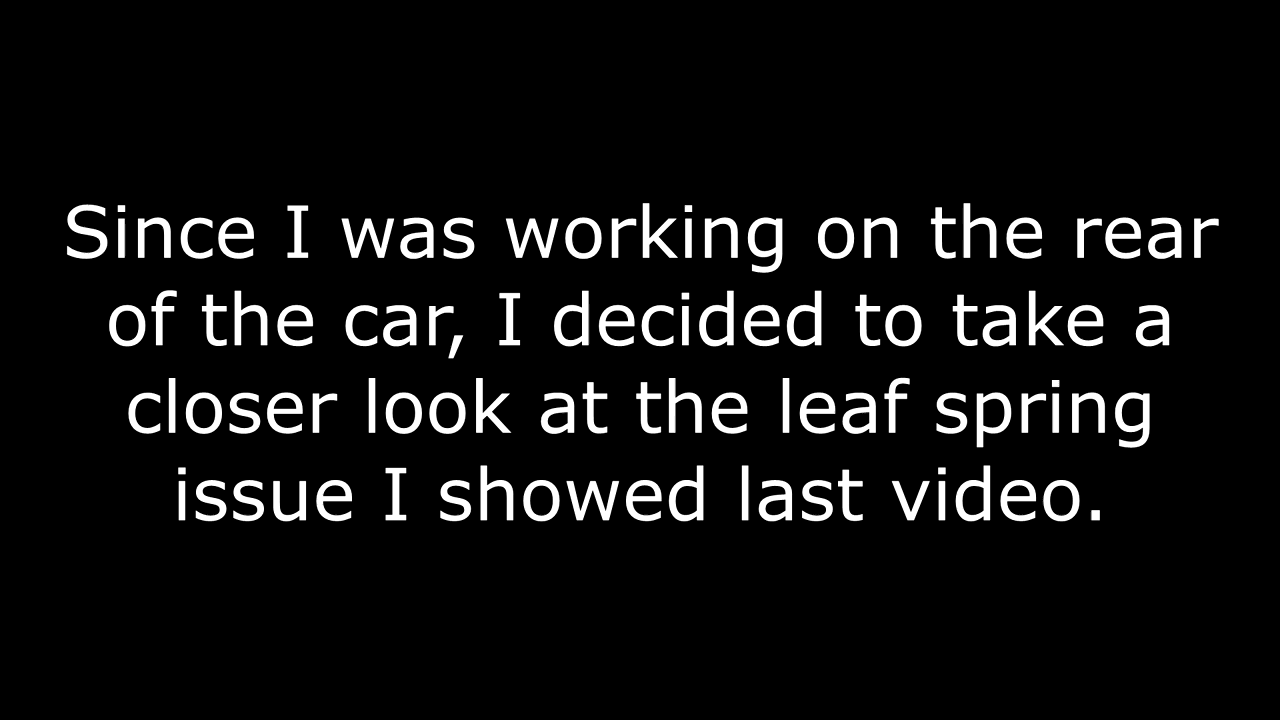 Since I was working on the rear
of the car, I decided to take a
closer look at the leaf spring
issue I showed last video.